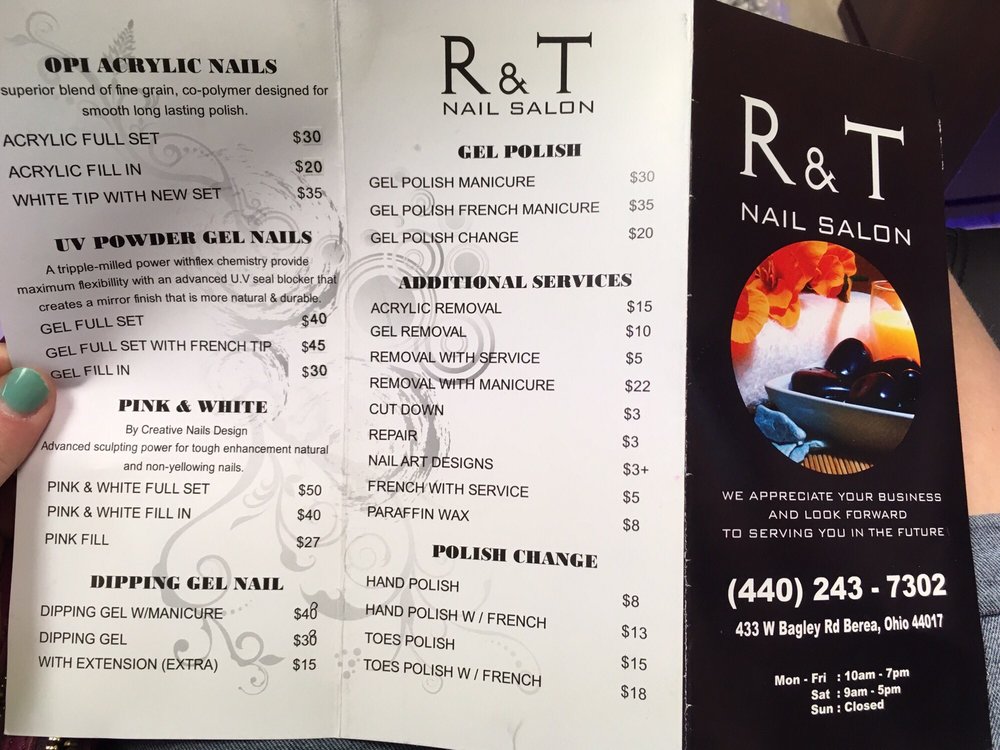 OPI ACRYLIC NAILS
superior blend of fine grain, co-polymer designed for
smooth long lasting polish.
ACRYLIC FULL SET $30
ACRYLIC FILL IN $20
WHITE TIP WITH NEW SET $35
UV POWDER GEL NAILS
A tripple-milled power withflex chemistry provide
maximum flexibillity with an advanced U.V seal blocker that
creates a mirror finish that is more natural & durable.
GEL FULL SET $40
GEL FULL SET WITH FRENCH TIP $45
GEL FILL IN $30
PINK & WHITE
By Creative Nails Design
Advanced sculpting power for tough enhancement natural
and non-yellowing nails.
PINK & WHITE FULL SET $50
PINK & WHITE FILL IN $40
PINK FILL $27
DIPPING GEL NAIL
DIPPING GEL W/MANICURE $40
DIPPING GEL $30
WITH EXTENSION (EXTRA) $15
R & T
NAIL SALON
GEL POLISH
GEL POLISH MANICURE $30
GEL POLISH FRENCH MANICURE $35
GEL POLISH CHANGE $20
ADDITIONAL SERVICES
ACRYLIC REMOVAL $15
GEL REMOVAL $10
REMOVAL WITH SERVICE $5
REMOVAL WITH MANICURE $22
CUT DOWN $3
REPAIR $3
NAIL ART DESIGNS $3+
FRENCH WITH SERVICE $5
PARAFFIN WAX $8
POLISH CHANGE
HAND POLISH $8
HAND POLISH W / FRENCH $13
TOES POLISH $15
TOES POLISH W / FRENCH $18
R & T
NAIL SALON
WE APPRECIATE YOUR BUSINESS
AND LOOK FORWARD
TO SERVING YOU IN THE FUTURE
(440) 243 - 7302
433 W Bagley Rd Berea, Ohio 44017
Mon - Fri : 10am - 7pm
Sat : 9am - 5pm
Sun : Closed